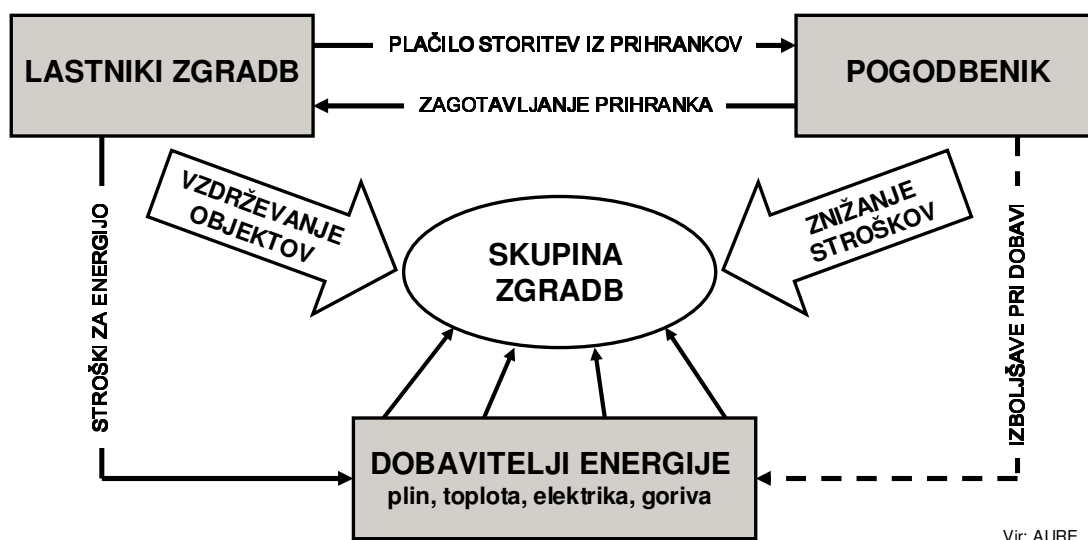 PLAČILO STORITEV IZ PRIHRANKOV
LASTNIKI ZGRADB
POGODBENIK
ZAGOTAVLJANJE PRIHRANKA
VZDRŽEVANJE
OBJEKTOV
ZNIŽANJE
STROŠKOV
STROŠKI ZA ENERGIJO
SKUPINA
ZGRADB
IZBOLJŠAVE PRI DOBAVI
DOBAVITELJI ENERGIJE
plin, toplota, elektrika, goriva
Vir: AURE